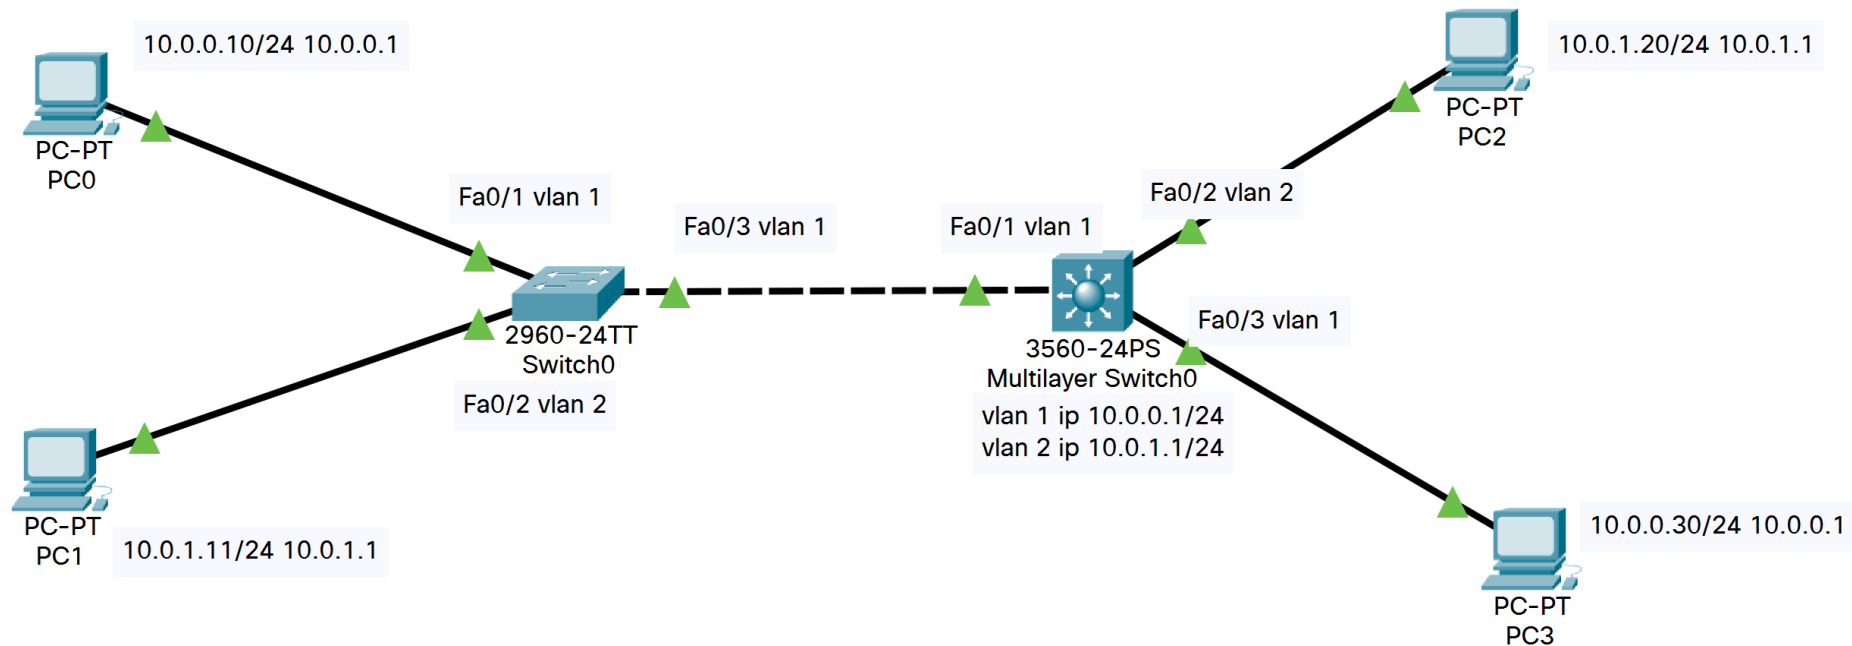 10.0.0.10/24 10.0.0.1
PC-PT
PC0
Fa0/1 vlan 1
Fa0/3 vlan 1
2960-24TT
Switch0
Fa0/2 vlan 2
PC-PT
PC1
10.0.1.11/24 10.0.1.1
Fa0/1 vlan 1
Fa0/2 vlan 2
10.0.1.20/24 10.0.1.1
PC-PT
PC2
Fa0/3 vlan 1
3560-24PS
Multilayer Switch0
vlan 1 ip 10.0.0.1/24
vlan 2 ip 10.0.1.1/24
10.0.0.30/24 10.0.0.1
PC-PT
PC3